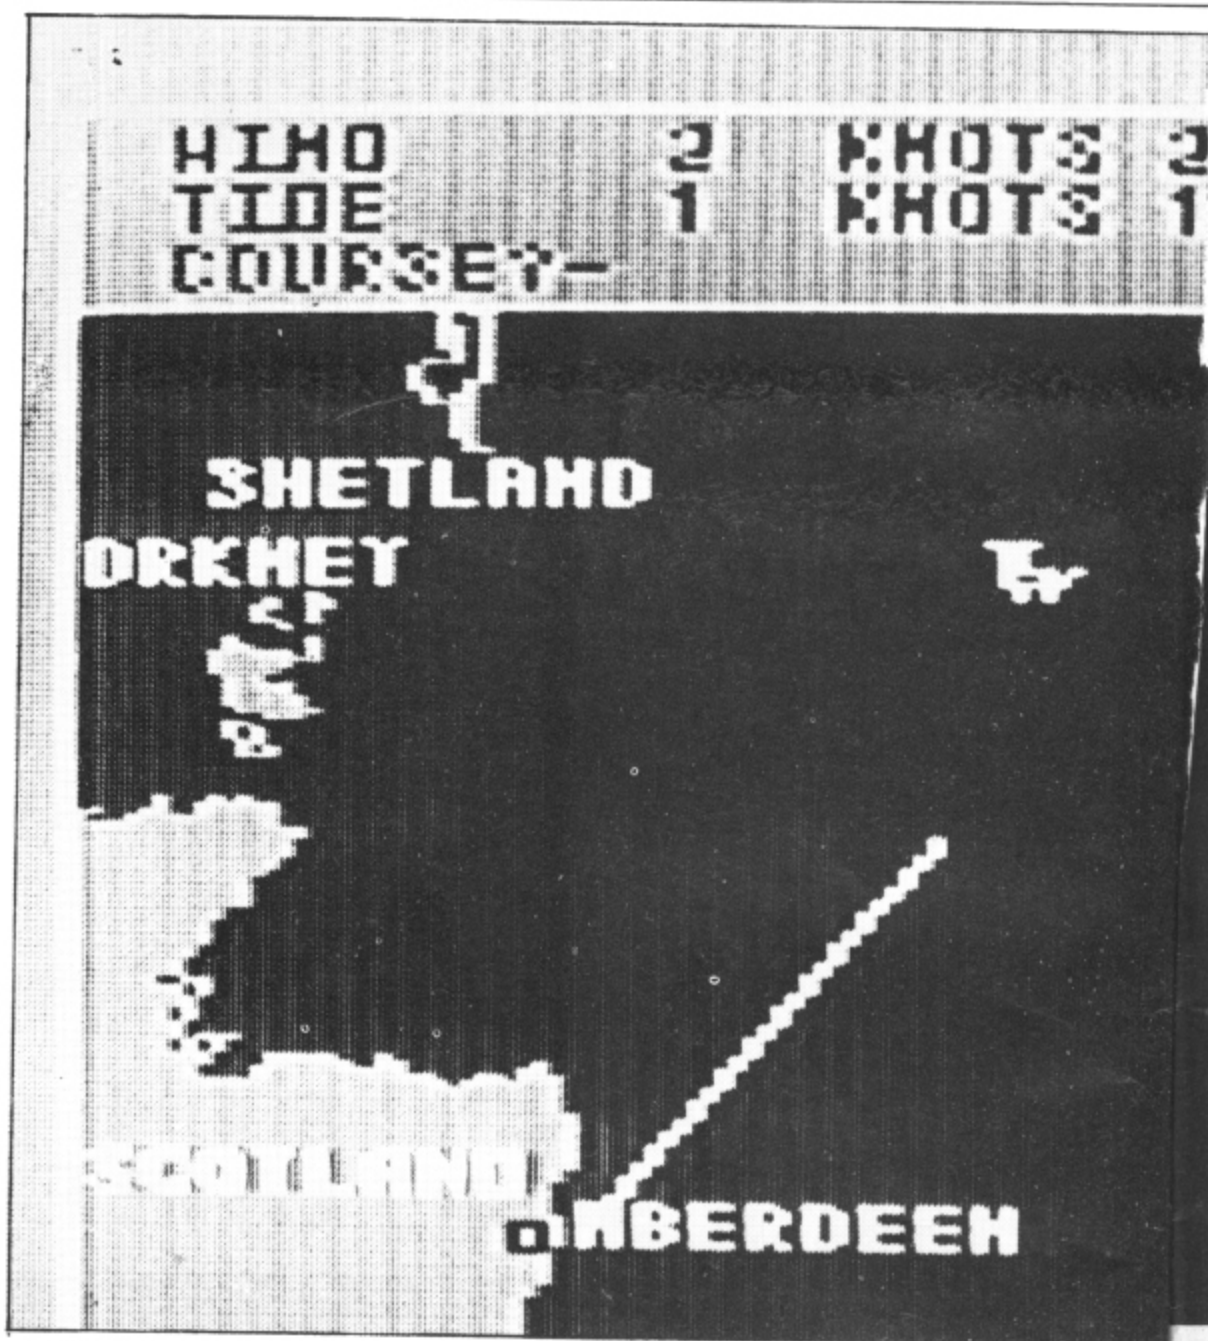 WIND 2 KNOTS 2
TIDE 1 KNOTS 1
COURSE?-
SHETLAND
ORKNEY
SCOTLAND
ABERDEEN